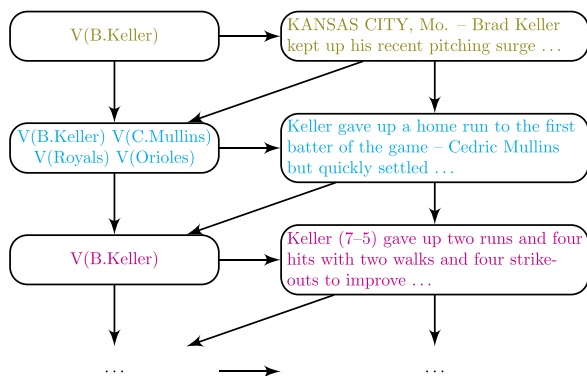 V(B.Keller)
KANSAS CITY, Mo. – Brad Keller
kept up his recent pitching surge ...
V(B.Keller) V(C.Mullins)
V(Royals) V(Orioles)
Keller gave up a home run to the first
batter of the game – Cedric Mullins
but quickly settled ...
V(B.Keller)
Keller (7–5) gave up two runs and four
hits with two walks and four strike-
outs to improve ...
...
...